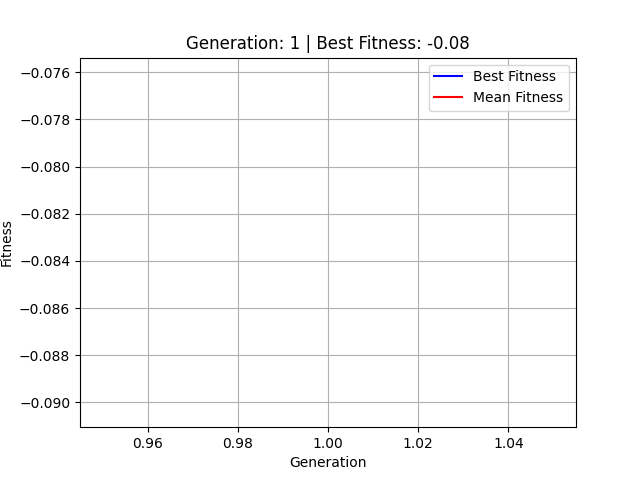 Generation: 1 | Best Fitness: -0.08
Best Fitness
Mean Fitness
−0.076
−0.078
−0.080
−0.082
−0.084
−0.086
−0.088
−0.090
Fitness
0.96
0.98
1.00
1.02
1.04
Generation